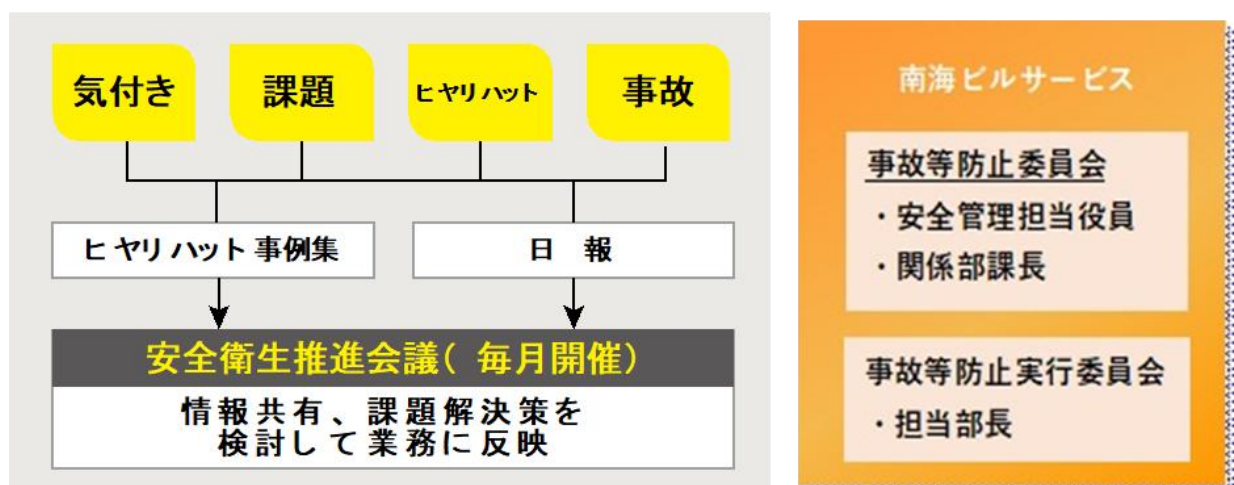 気付き
課題
ヒヤリハット
事故
ヒヤリハット事例集
日 報
安全衛生推進会議( 毎月開催）
情報共有、課題解決策を
検討して業務に反映
南海ビルサービス
事故等防止委員会
・安全管理担当役員
・関係部課長
事故等防止実行委員会
・担当部長